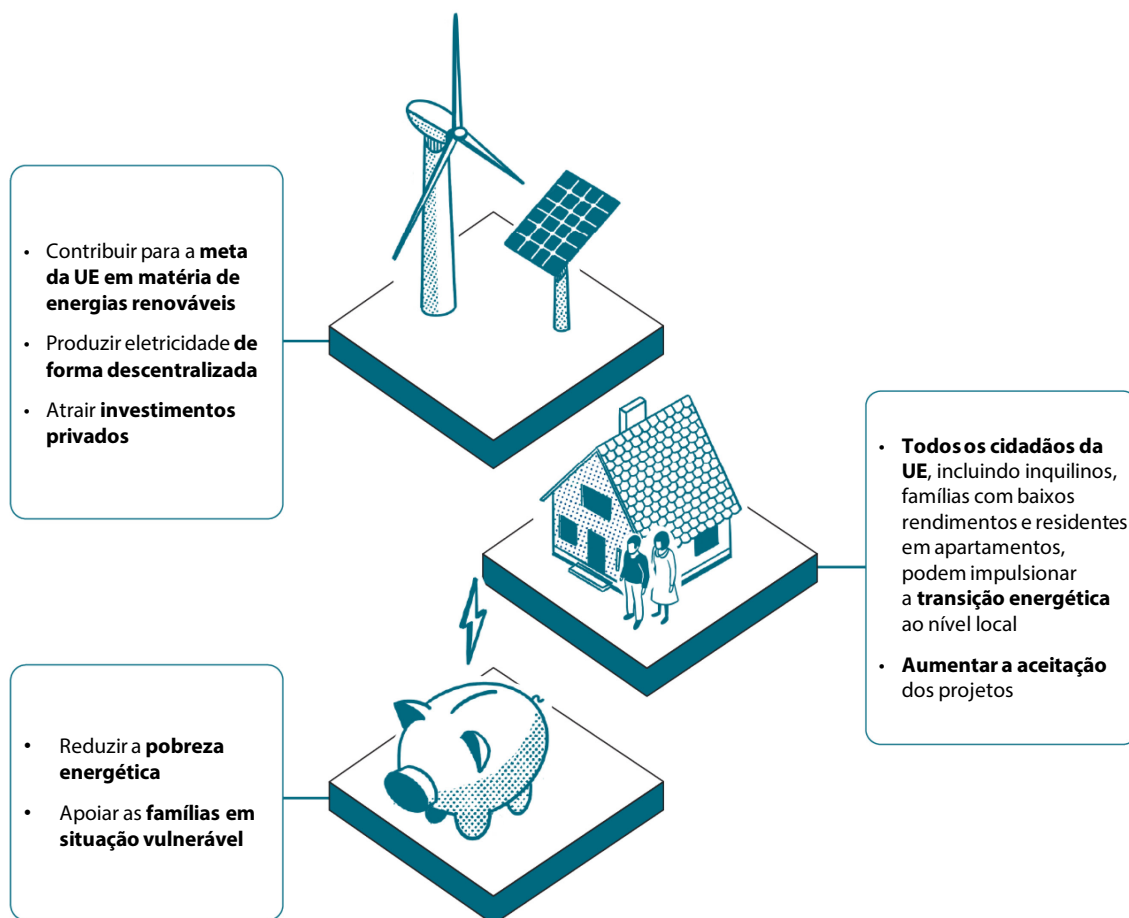 • Contribuir para a meta
da UE em matéria de
energias renováveis
• Produzir eletricidade de
forma descentralizada
• Atrair investimentos
privados
• Todos os cidadãos da
UE, incluindo inquilinos,
famílias com baixos
rendimentos e residentes
em apartamentos,
podem impulsionar
a transição energética
ao nível local
• Aumentar a aceitação
dos projetos
• Reduzir a pobreza
energética
• Apoiar as famílias em
situação vulnerável